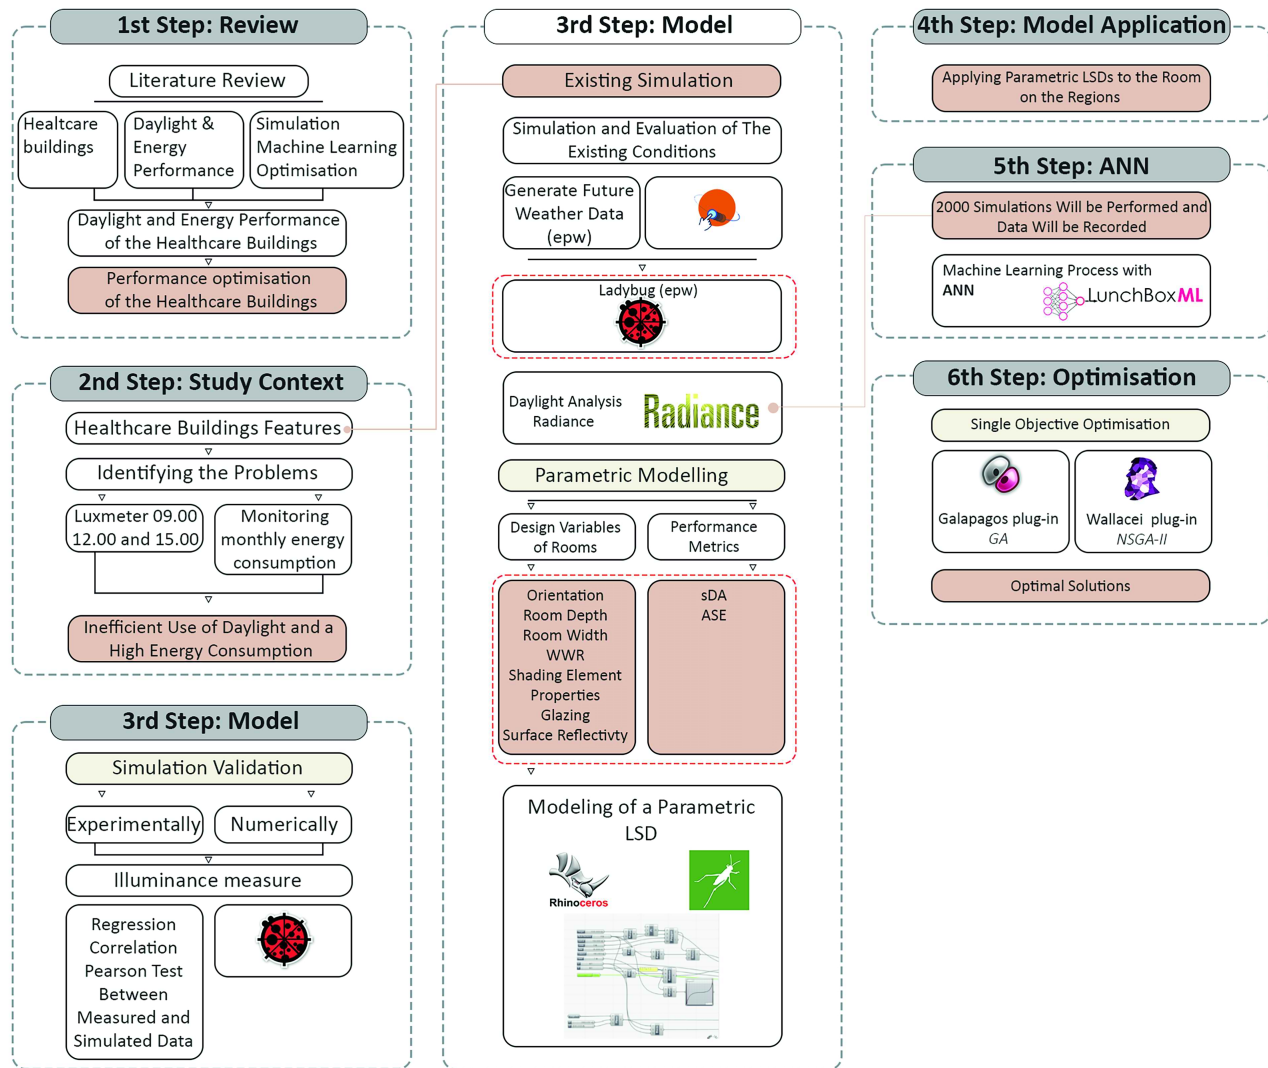 1st Step: Review
Literature Review
Healtcare
buildings
Daylight &
Energy
Performance
Simulation
Machine Learning
Optimisation
Daylight and Energy Performance
of the Healthcare Buildings
Performance optimisation
of the Healthcare Buildings
2nd Step: Study Context
Healthcare Buildings Features
Identifying the Problems
Luxmeter 09.00
12.00 and 15.00
Monitoring
monthly energy
consumption
Inefficient Use of Daylight and a
High Energy Consumption
3rd Step: Model
Simulation Validation
Experimentally
Numerically
Illuminance measure
Regression
Correlation
Pearson Test
Between
Measured and
Simulated Data
3rd Step: Model
Existing Simulation
Simulation and Evaluation of The
Existing Conditions
Generate Future
Weather Data
(epw)
Ladybug (epw)
Daylight Analysis
Radiance
Radiance
Parametric Modelling
Design Variables
of Rooms
Performance
Metrics
Orientation
Room Depth
Room Width
WWR
Shading Element
Properties
Glazing
Surface Reflectivty
sDA
ASE
Modeling of a Parametric
LSD
Rhinoceros
4th Step: Model Application
Applying Parametric LSDs to the Room
on the Regions
5th Step: ANN
2000 Simulations Will be Performed and
Data Will be Recorded
Machine Learning Process with
ANN
LunchBoxML
6th Step: Optimisation
Single Objective Optimisation
Galapagos plug-in
GA
Wallacei plug-in
NSGA-II
Optimal Solutions